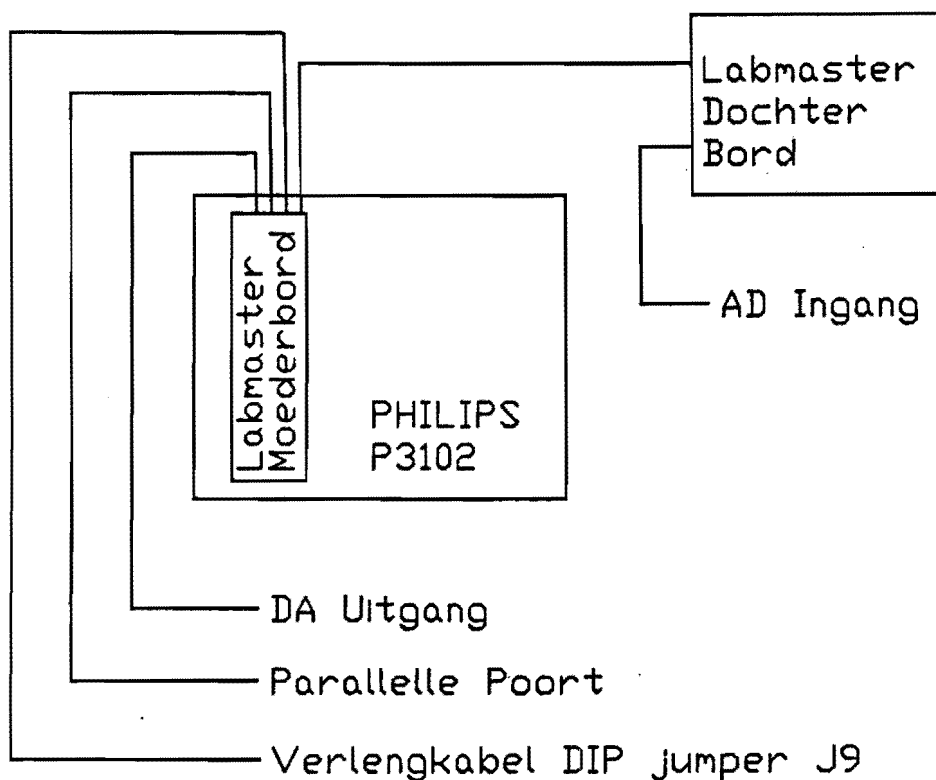 Labmaster
Dochter
Bord
AD Ingang
Labmaster
Moederbord
PHILIPS
P3102
DA Uitgang
Parallelle Poort
Verlengkabel DIP jumper J9